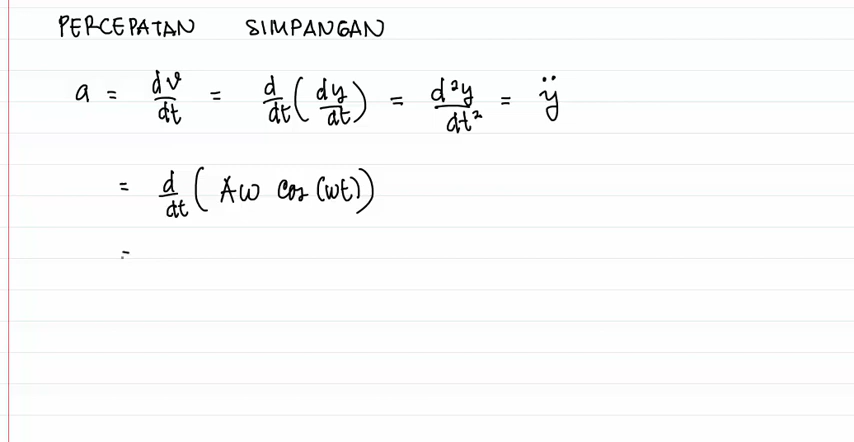 PERCEPATAN SIMPANGAN
a = dv/dt = d/dt (dy/dt) = d²y/dt² = ÿ
= d/dt (Aω cos (ωt))
=